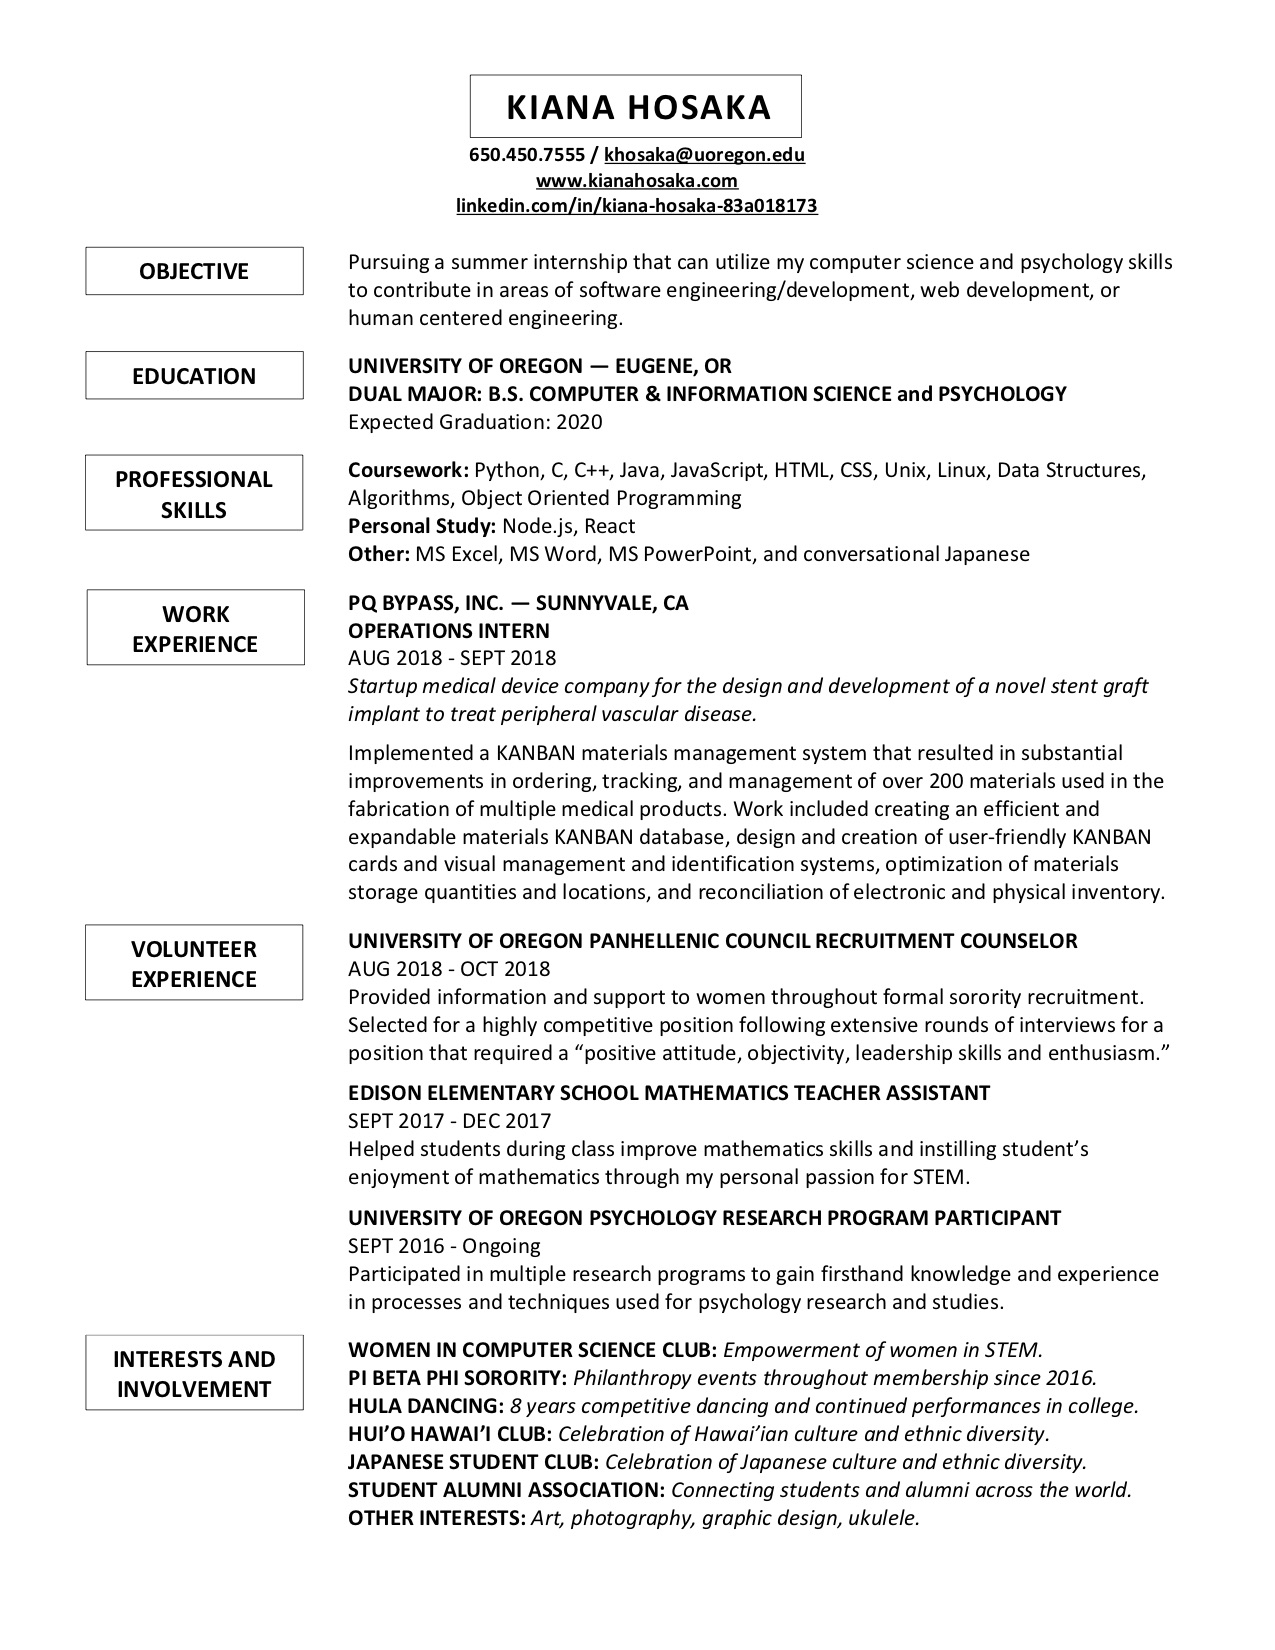 KIANA HOSAKA
650.450.7555 / khosaka@uoregon.edu
www.kianahosaka.com
linkedin.com/in/kiana-hosaka-83a018173
OBJECTIVE
Pursuing a summer internship that can utilize my computer science and psychology skills
to contribute in areas of software engineering/development, web development, or
human centered engineering.
EDUCATION
UNIVERSITY OF OREGON — EUGENE, OR
DUAL MAJOR: B.S. COMPUTER & INFORMATION SCIENCE and PSYCHOLOGY
Expected Graduation: 2020
PROFESSIONAL
SKILLS
Coursework: Python, C, C++, Java, JavaScript, HTML, CSS, Unix, Linux, Data Structures,
Algorithms, Object Oriented Programming
Personal Study: Node.js, React
Other: MS Excel, MS Word, MS PowerPoint, and conversational Japanese
WORK
EXPERIENCE
PQ BYPASS, INC. — SUNNYVALE, CA
OPERATIONS INTERN
AUG 2018 - SEPT 2018
Startup medical device company for the design and development of a novel stent graft
implant to treat peripheral vascular disease.
Implemented a KANBAN materials management system that resulted in substantial
improvements in ordering, tracking, and management of over 200 materials used in the
fabrication of multiple medical products. Work included creating an efficient and
expandable materials KANBAN database, design and creation of user-friendly KANBAN
cards and visual management and identification systems, optimization of materials
storage quantities and locations, and reconciliation of electronic and physical inventory.
VOLUNTEER
EXPERIENCE
UNIVERSITY OF OREGON PANHELLENIC COUNCIL RECRUITMENT COUNSELOR
AUG 2018 - OCT 2018
Provided information and support to women throughout formal sorority recruitment.
Selected for a highly competitive position following extensive rounds of interviews for a
position that required a “positive attitude, objectivity, leadership skills and enthusiasm.”
EDISON ELEMENTARY SCHOOL MATHEMATICS TEACHER ASSISTANT
SEPT 2017 - DEC 2017
Helped students during class improve mathematics skills and instilling student’s
enjoyment of mathematics through my personal passion for STEM.
UNIVERSITY OF OREGON PSYCHOLOGY RESEARCH PROGRAM PARTICIPANT
SEPT 2016 - Ongoing
Participated in multiple research programs to gain firsthand knowledge and experience
in processes and techniques used for psychology research and studies.
INTERESTS AND
INVOLVEMENT
WOMEN IN COMPUTER SCIENCE CLUB: Empowerment of women in STEM.
PI BETA PHI SORORITY: Philanthropy events throughout membership since 2016.
HULA DANCING: 8 years competitive dancing and continued performances in college.
HUI’O HAWAI’I CLUB: Celebration of Hawai’ian culture and ethnic diversity.
JAPANESE STUDENT CLUB: Celebration of Japanese culture and ethnic diversity.
STUDENT ALUMNI ASSOCIATION: Connecting students and alumni across the world.
OTHER INTERESTS: Art, photography, graphic design, ukulele.